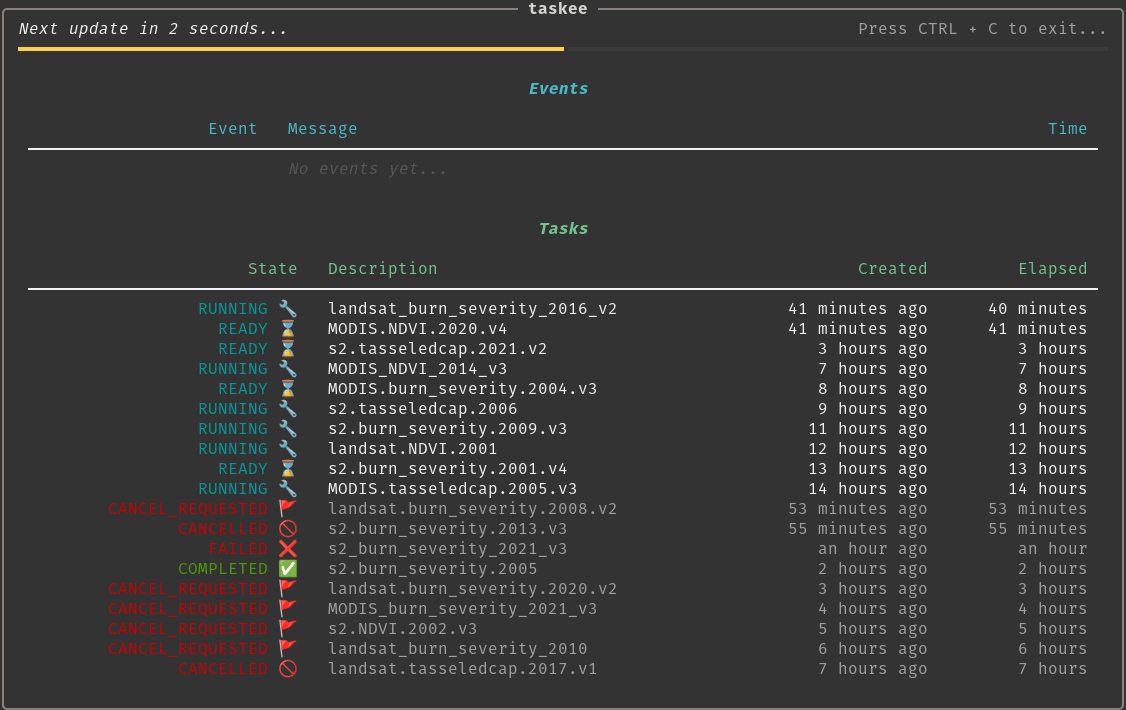 taskee
Next update in 2 seconds... Press CTRL + C to exit...
Events
Event Message Time
No events yet...
Tasks
State Description Created Elapsed
RUNNING 🔧 landsat_burn_severity_2016_v2 41 minutes ago 40 minutes
READY ⌛ MODIS.NDVI.2020.v4 41 minutes ago 41 minutes
READY ⌛ s2.tasseledcap.2021.v2 3 hours ago 3 hours
RUNNING 🔧 MODIS_NDVI_2014_v3 7 hours ago 7 hours
READY ⌛ MODIS.burn_severity.2004.v3 8 hours ago 8 hours
RUNNING 🔧 s2.tasseledcap.2006 9 hours ago 9 hours
RUNNING 🔧 s2.burn_severity.2009.v3 11 hours ago 11 hours
RUNNING 🔧 landsat.NDVI.2001 12 hours ago 12 hours
READY ⌛ s2.burn_severity.2001.v4 13 hours ago 13 hours
RUNNING 🔧 MODIS.tasseledcap.2005.v3 14 hours ago 14 hours
CANCEL_REQUESTED 🚩 landsat.burn_severity.2008.v2 53 minutes ago 53 minutes
CANCELLED 🚫 s2.burn_severity.2013.v3 55 minutes ago 55 minutes
FAILED ❌ s2_burn_severity_2021_v3 an hour ago an hour
COMPLETED ✅ s2.burn_severity.2005 2 hours ago 2 hours
CANCEL_REQUESTED 🚩 landsat.burn_severity.2020.v2 3 hours ago 3 hours
CANCEL_REQUESTED 🚩 MODIS_burn_severity_2021_v3 4 hours ago 4 hours
CANCEL_REQUESTED 🚩 s2.NDVI.2002.v3 5 hours ago 5 hours
CANCEL_REQUESTED 🚩 landsat_burn_severity_2010 6 hours ago 6 hours
CANCELLED 🚫 landsat.tasseledcap.2017.v1 7 hours ago 7 hours